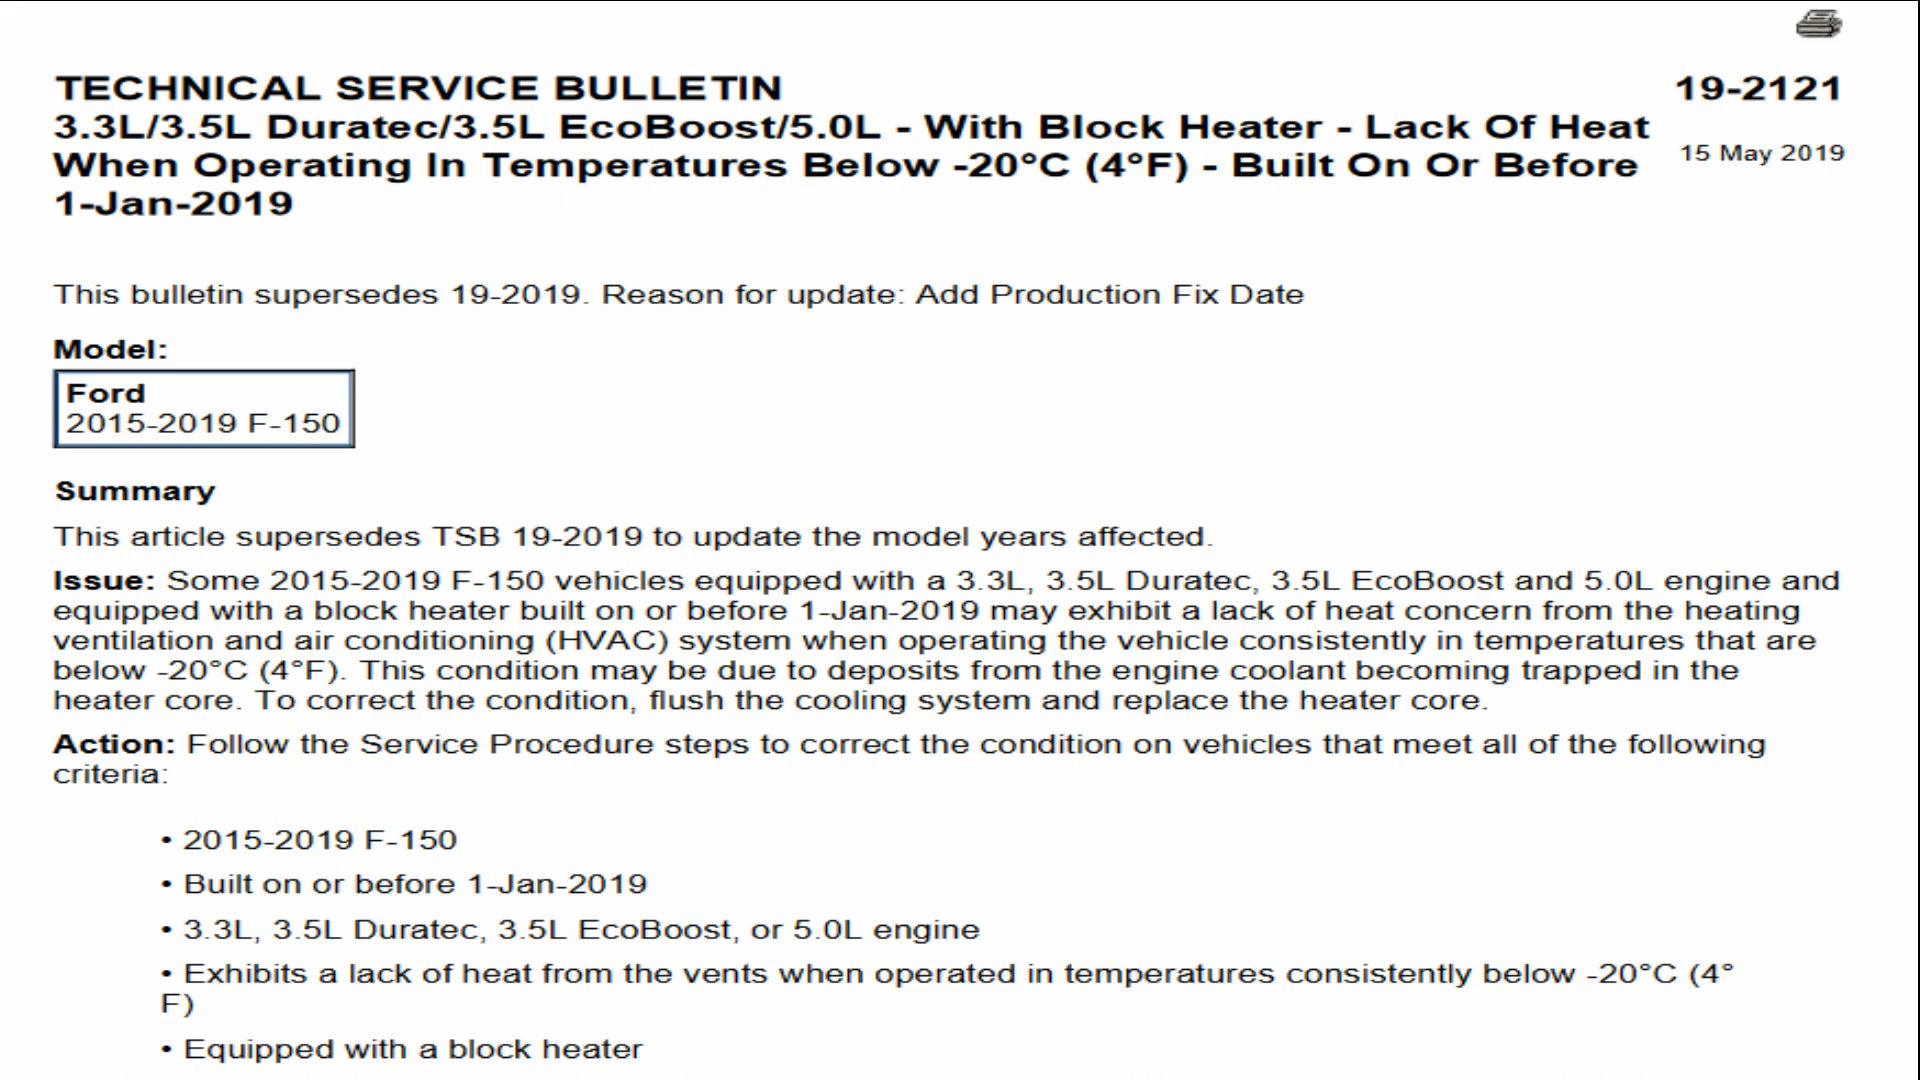 TECHNICAL SERVICE BULLETIN
19-2121
3.3L/3.5L Duratec/3.5L EcoBoost/5.0L - With Block Heater - Lack Of Heat
When Operating In Temperatures Below -20°C (4°F) - Built On Or Before
1-Jan-2019
15 May 2019
This bulletin supersedes 19-2019. Reason for update: Add Production Fix Date
Model:
Ford
2015-2019 F-150
Summary
This article supersedes TSB 19-2019 to update the model years affected.
Issue: Some 2015-2019 F-150 vehicles equipped with a 3.3L, 3.5L Duratec, 3.5L EcoBoost and 5.0L engine and
equipped with a block heater built on or before 1-Jan-2019 may exhibit a lack of heat concern from the heating
ventilation and air conditioning (HVAC) system when operating the vehicle consistently in temperatures that are
below -20°C (4°F). This condition may be due to deposits from the engine coolant becoming trapped in the
heater core. To correct the condition, flush the cooling system and replace the heater core.
Action: Follow the Service Procedure steps to correct the condition on vehicles that meet all of the following
criteria:
• 2015-2019 F-150
• Built on or before 1-Jan-2019
• 3.3L, 3.5L Duratec, 3.5L EcoBoost, or 5.0L engine
• Exhibits a lack of heat from the vents when operated in temperatures consistently below -20°C (4°
F)
• Equipped with a block heater